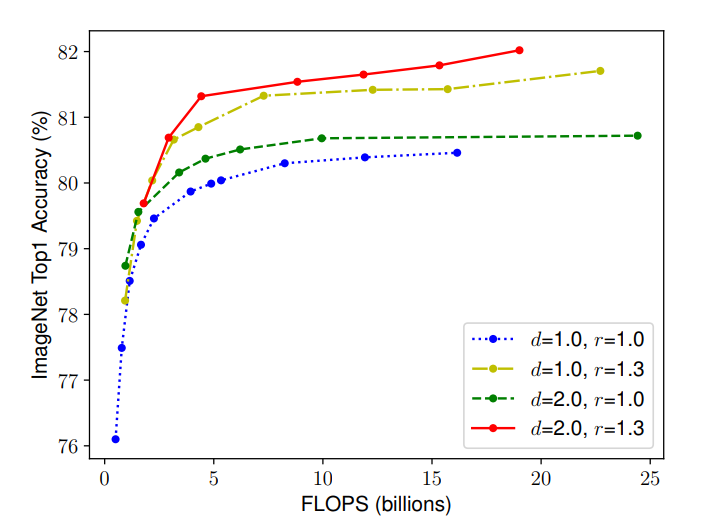 82
81
80
79
78
77
76
ImageNet Top1 Accuracy (%)
0 5 10 15 20 25
FLOPS (billions)
d=1.0, r=1.0
d=1.0, r=1.3
d=2.0, r=1.0
d=2.0, r=1.3